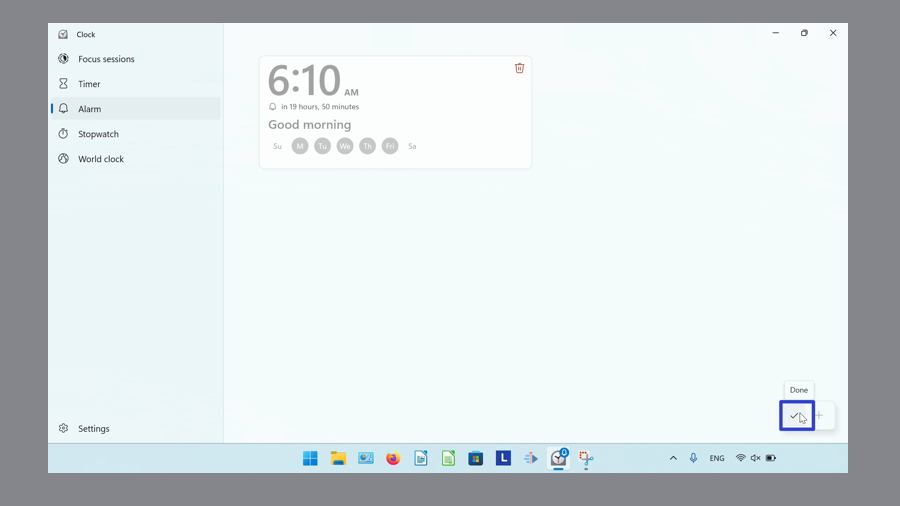 Clock
Focus sessions
Timer
Alarm
Stopwatch
World clock
Settings
6:10 AM
in 19 hours, 50 minutes
Good morning
Su M Tu We Th Fri Sa
Done
L
ENG